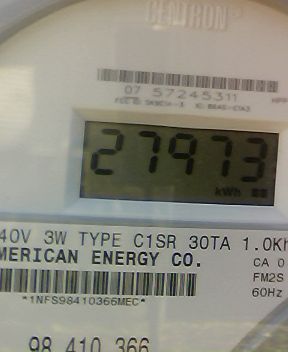 CENTRON®
07 57245311
27973
kWh
40V 3W TYPE C1SR 30TA 1.0Kh
MERICAN ENERGY CO.
CA 0
FM2S
60Hz
*1NFS98410366MEC*
98 410 366